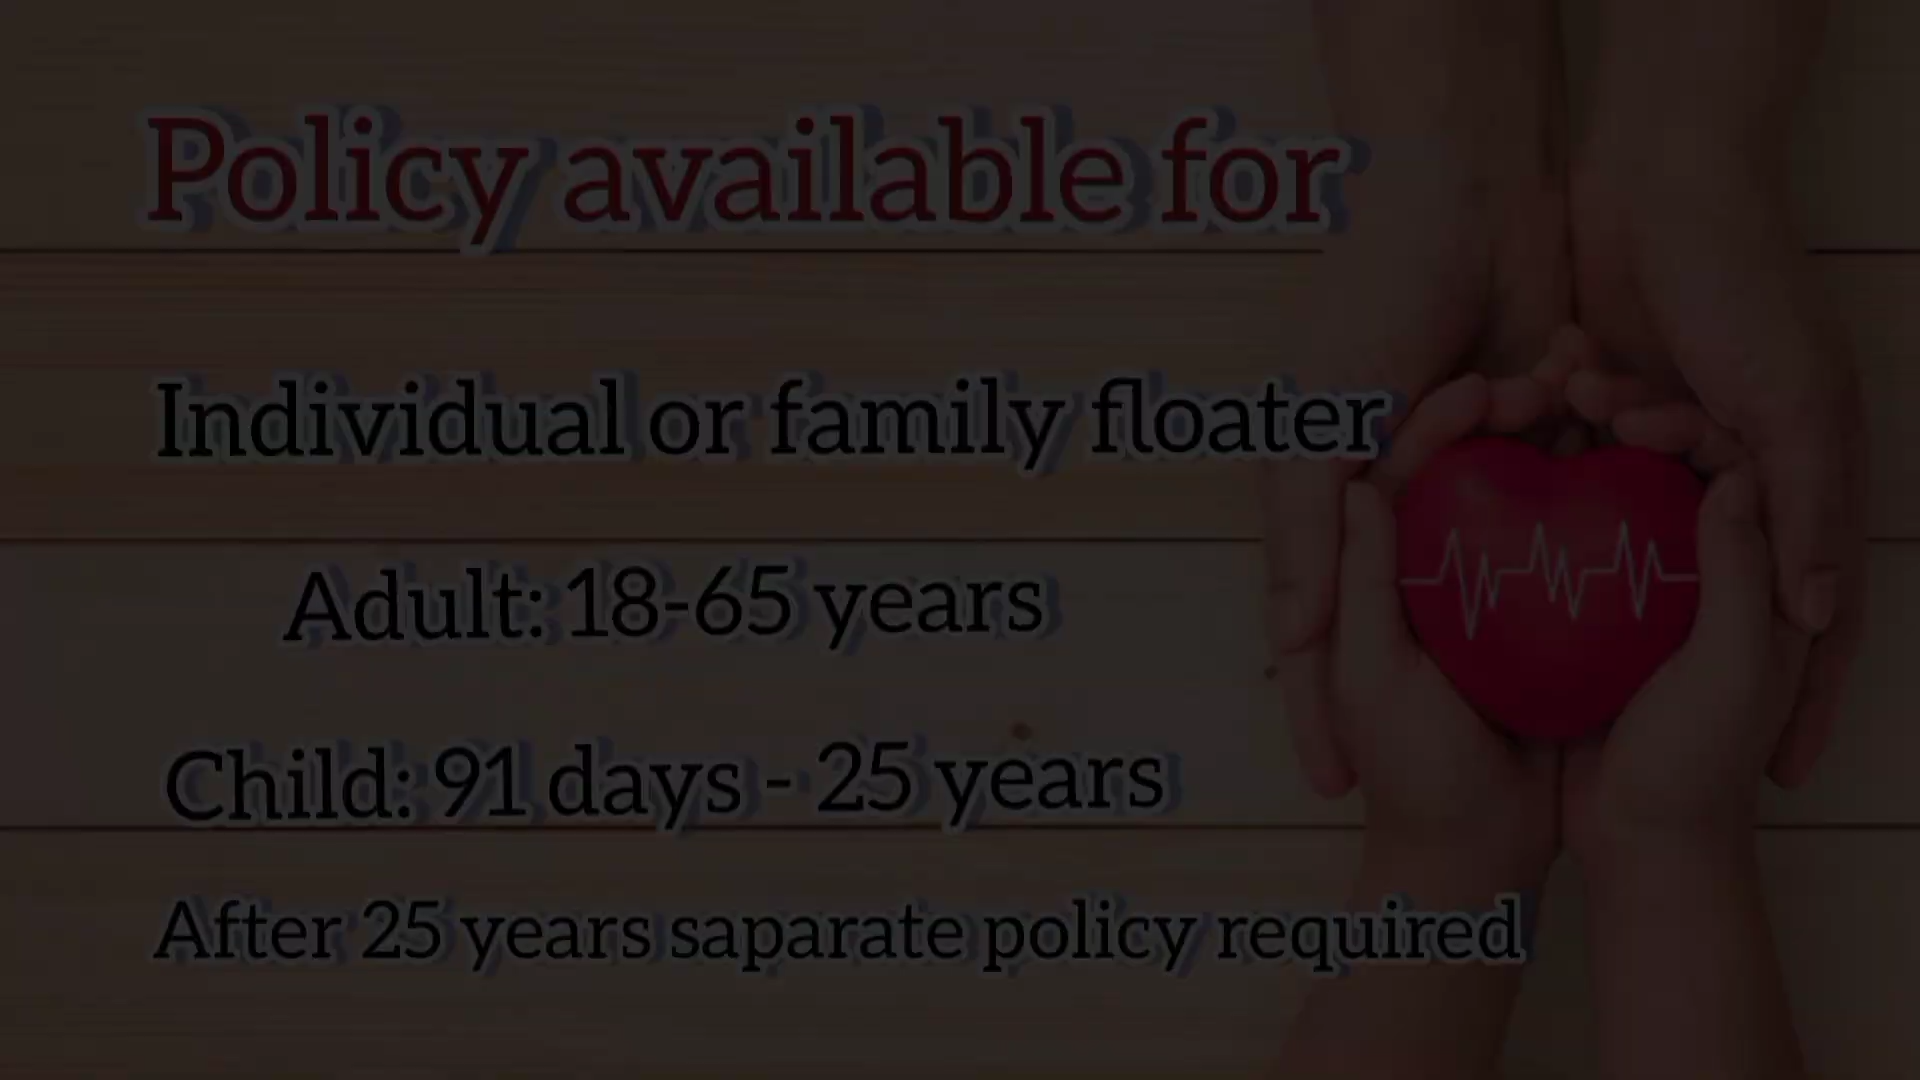 Policy available for
Individual or family floater
Adult: 18-65 years
Child: 91 days - 25 years
After 25 years saparate policy required